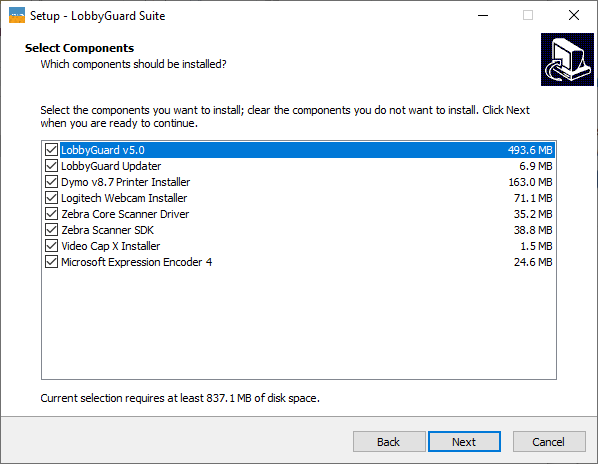 Setup - LobbyGuard Suite
Select Components
Which components should be installed?
Select the components you want to install; clear the components you do not want to install. Click Next
when you are ready to continue.
LobbyGuard v5.0 493.6 MB
LobbyGuard Updater 6.9 MB
Dymo v8.7 Printer Installer 163.0 MB
Logitech Webcam Installer 71.1 MB
Zebra Core Scanner Driver 35.2 MB
Zebra Scanner SDK 38.8 MB
Video Cap X Installer 1.5 MB
Microsoft Expression Encoder 4 24.6 MB
Current selection requires at least 837.1 MB of disk space.
Back Next Cancel